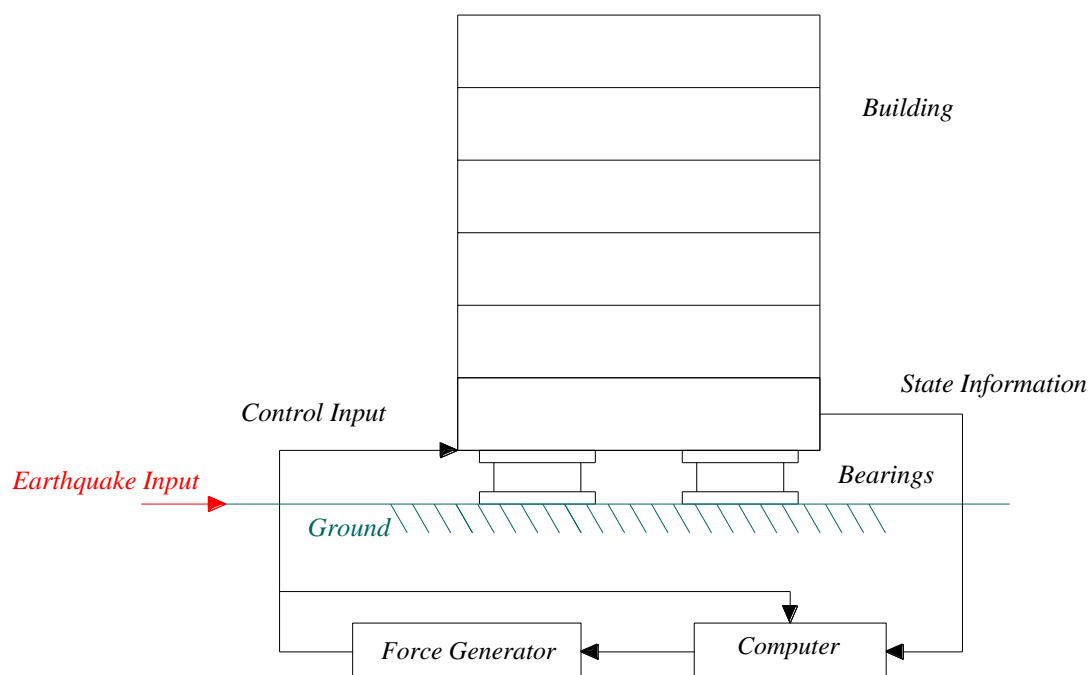 Building
State Information
Control Input
Bearings
Earthquake Input
Ground
Force Generator
Computer